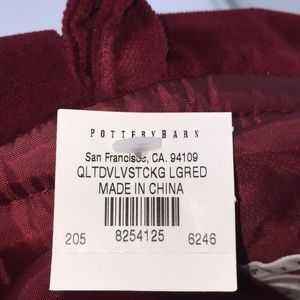 POTTERY BARN
San Francisco, CA. 94109
QLTDVLVSTCKG LGRED
MADE IN CHINA
205 8254125 6246